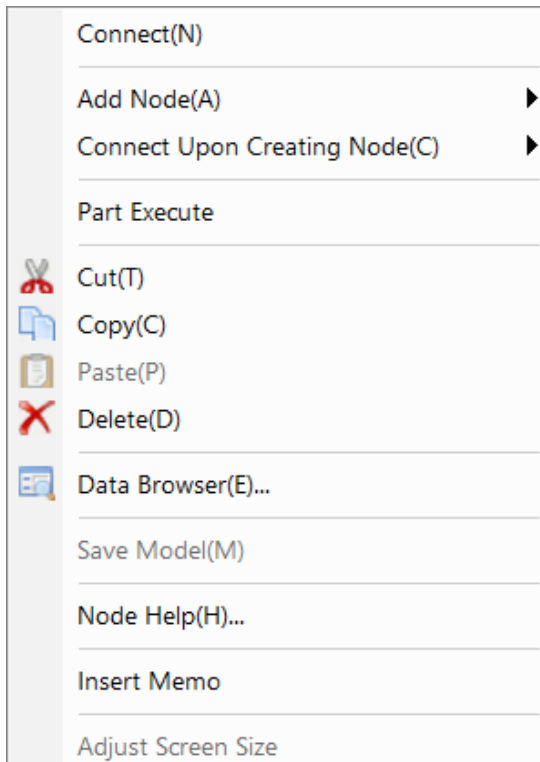 Connect(N)
Add Node(A)
Connect Upon Creating Node(C)
Part Execute
Cut(T)
Copy(C)
Paste(P)
Delete(D)
Data Browser(E)...
Save Model(M)
Node Help(H)...
Insert Memo
Adjust Screen Size